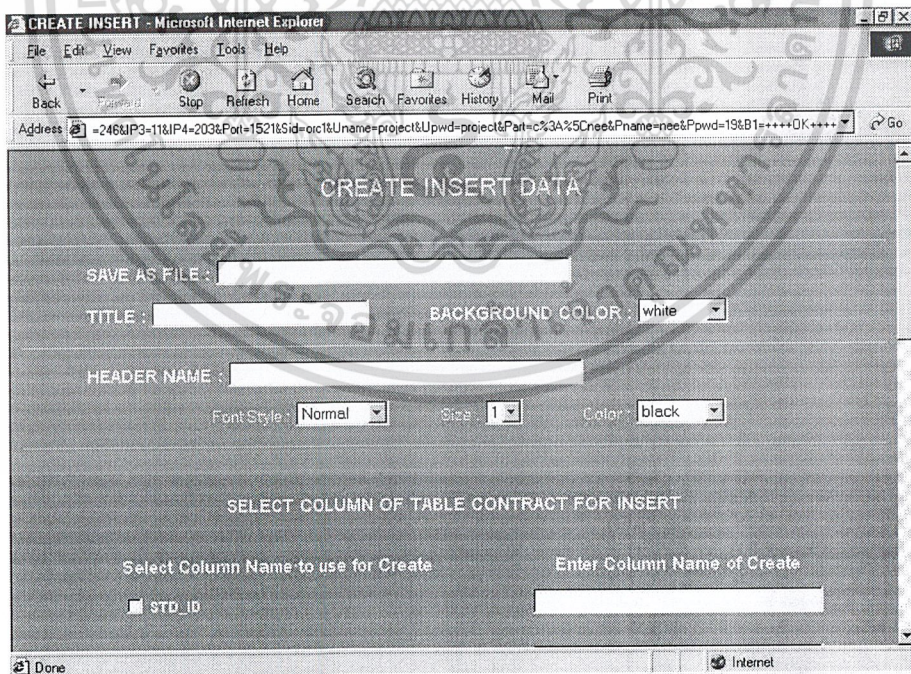 CREATE INSERT - Microsoft Internet Explorer
File Edit View Favorites Tools Help
Back Forward Stop Refresh Home Search Favorites History Mail Print
Address =246&IP3=11&IP4=203&Port=1521&Sid=orc1&Uname=project&Upwd=project&Part=c%3A%5Cnee&Pname=nee&Ppwd=19&B1=++++OK++++ Go
CREATE INSERT DATA
SAVE AS FILE :
TITLE : BACKGROUND COLOR : white
HEADER NAME :
Font Style : Normal Size : 1 Color : black
SELECT COLUMN OF TABLE CONTRACT FOR INSERT
Select Column Name to use for Create Enter Column Name of Create
STD_ID
Done Internet